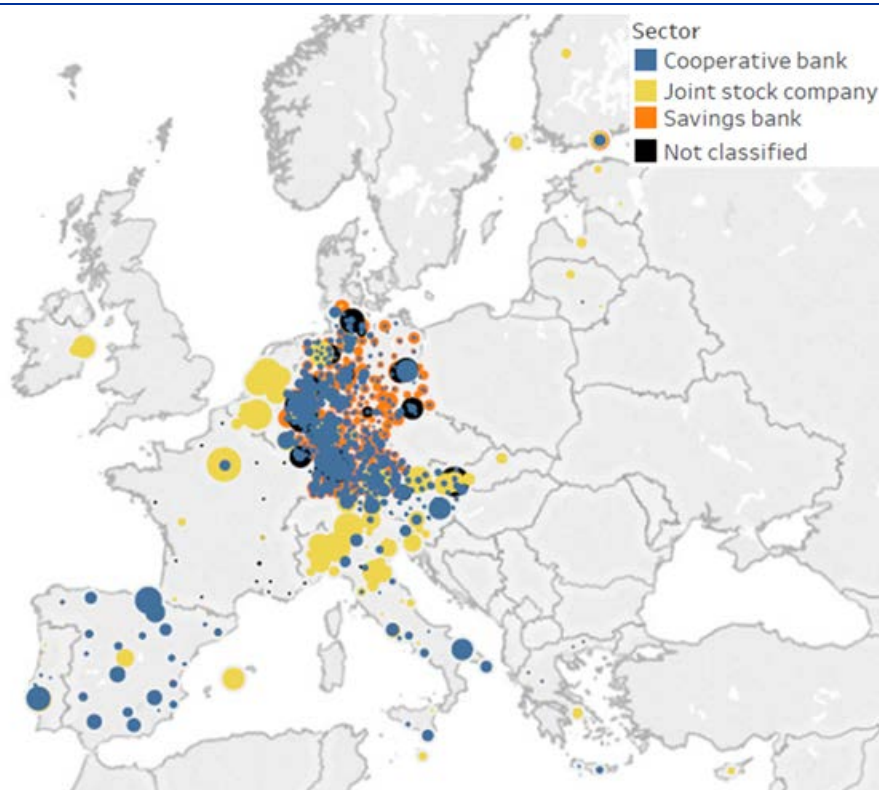 Sector
Cooperative bank
Joint stock company
Savings bank
Not classified